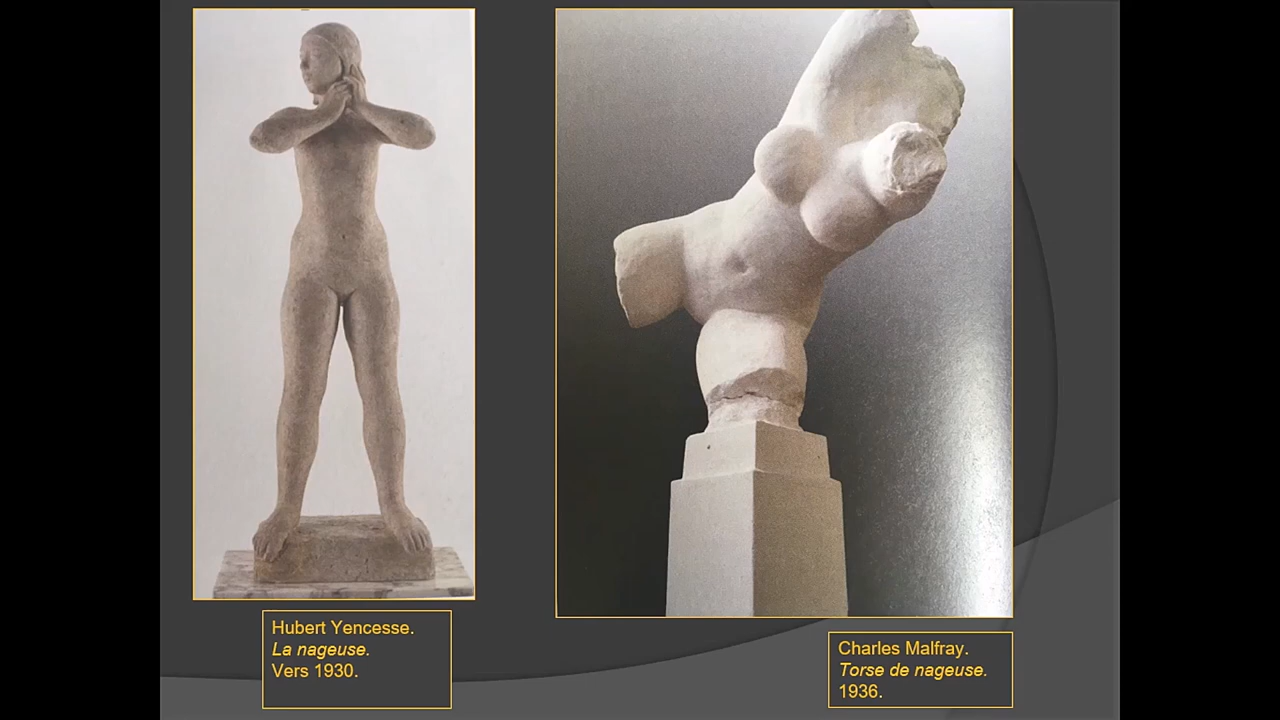 Hubert Yencesse.
La nageuse.
Vers 1930.
Charles Malfray.
Torse de nageuse.
1936.